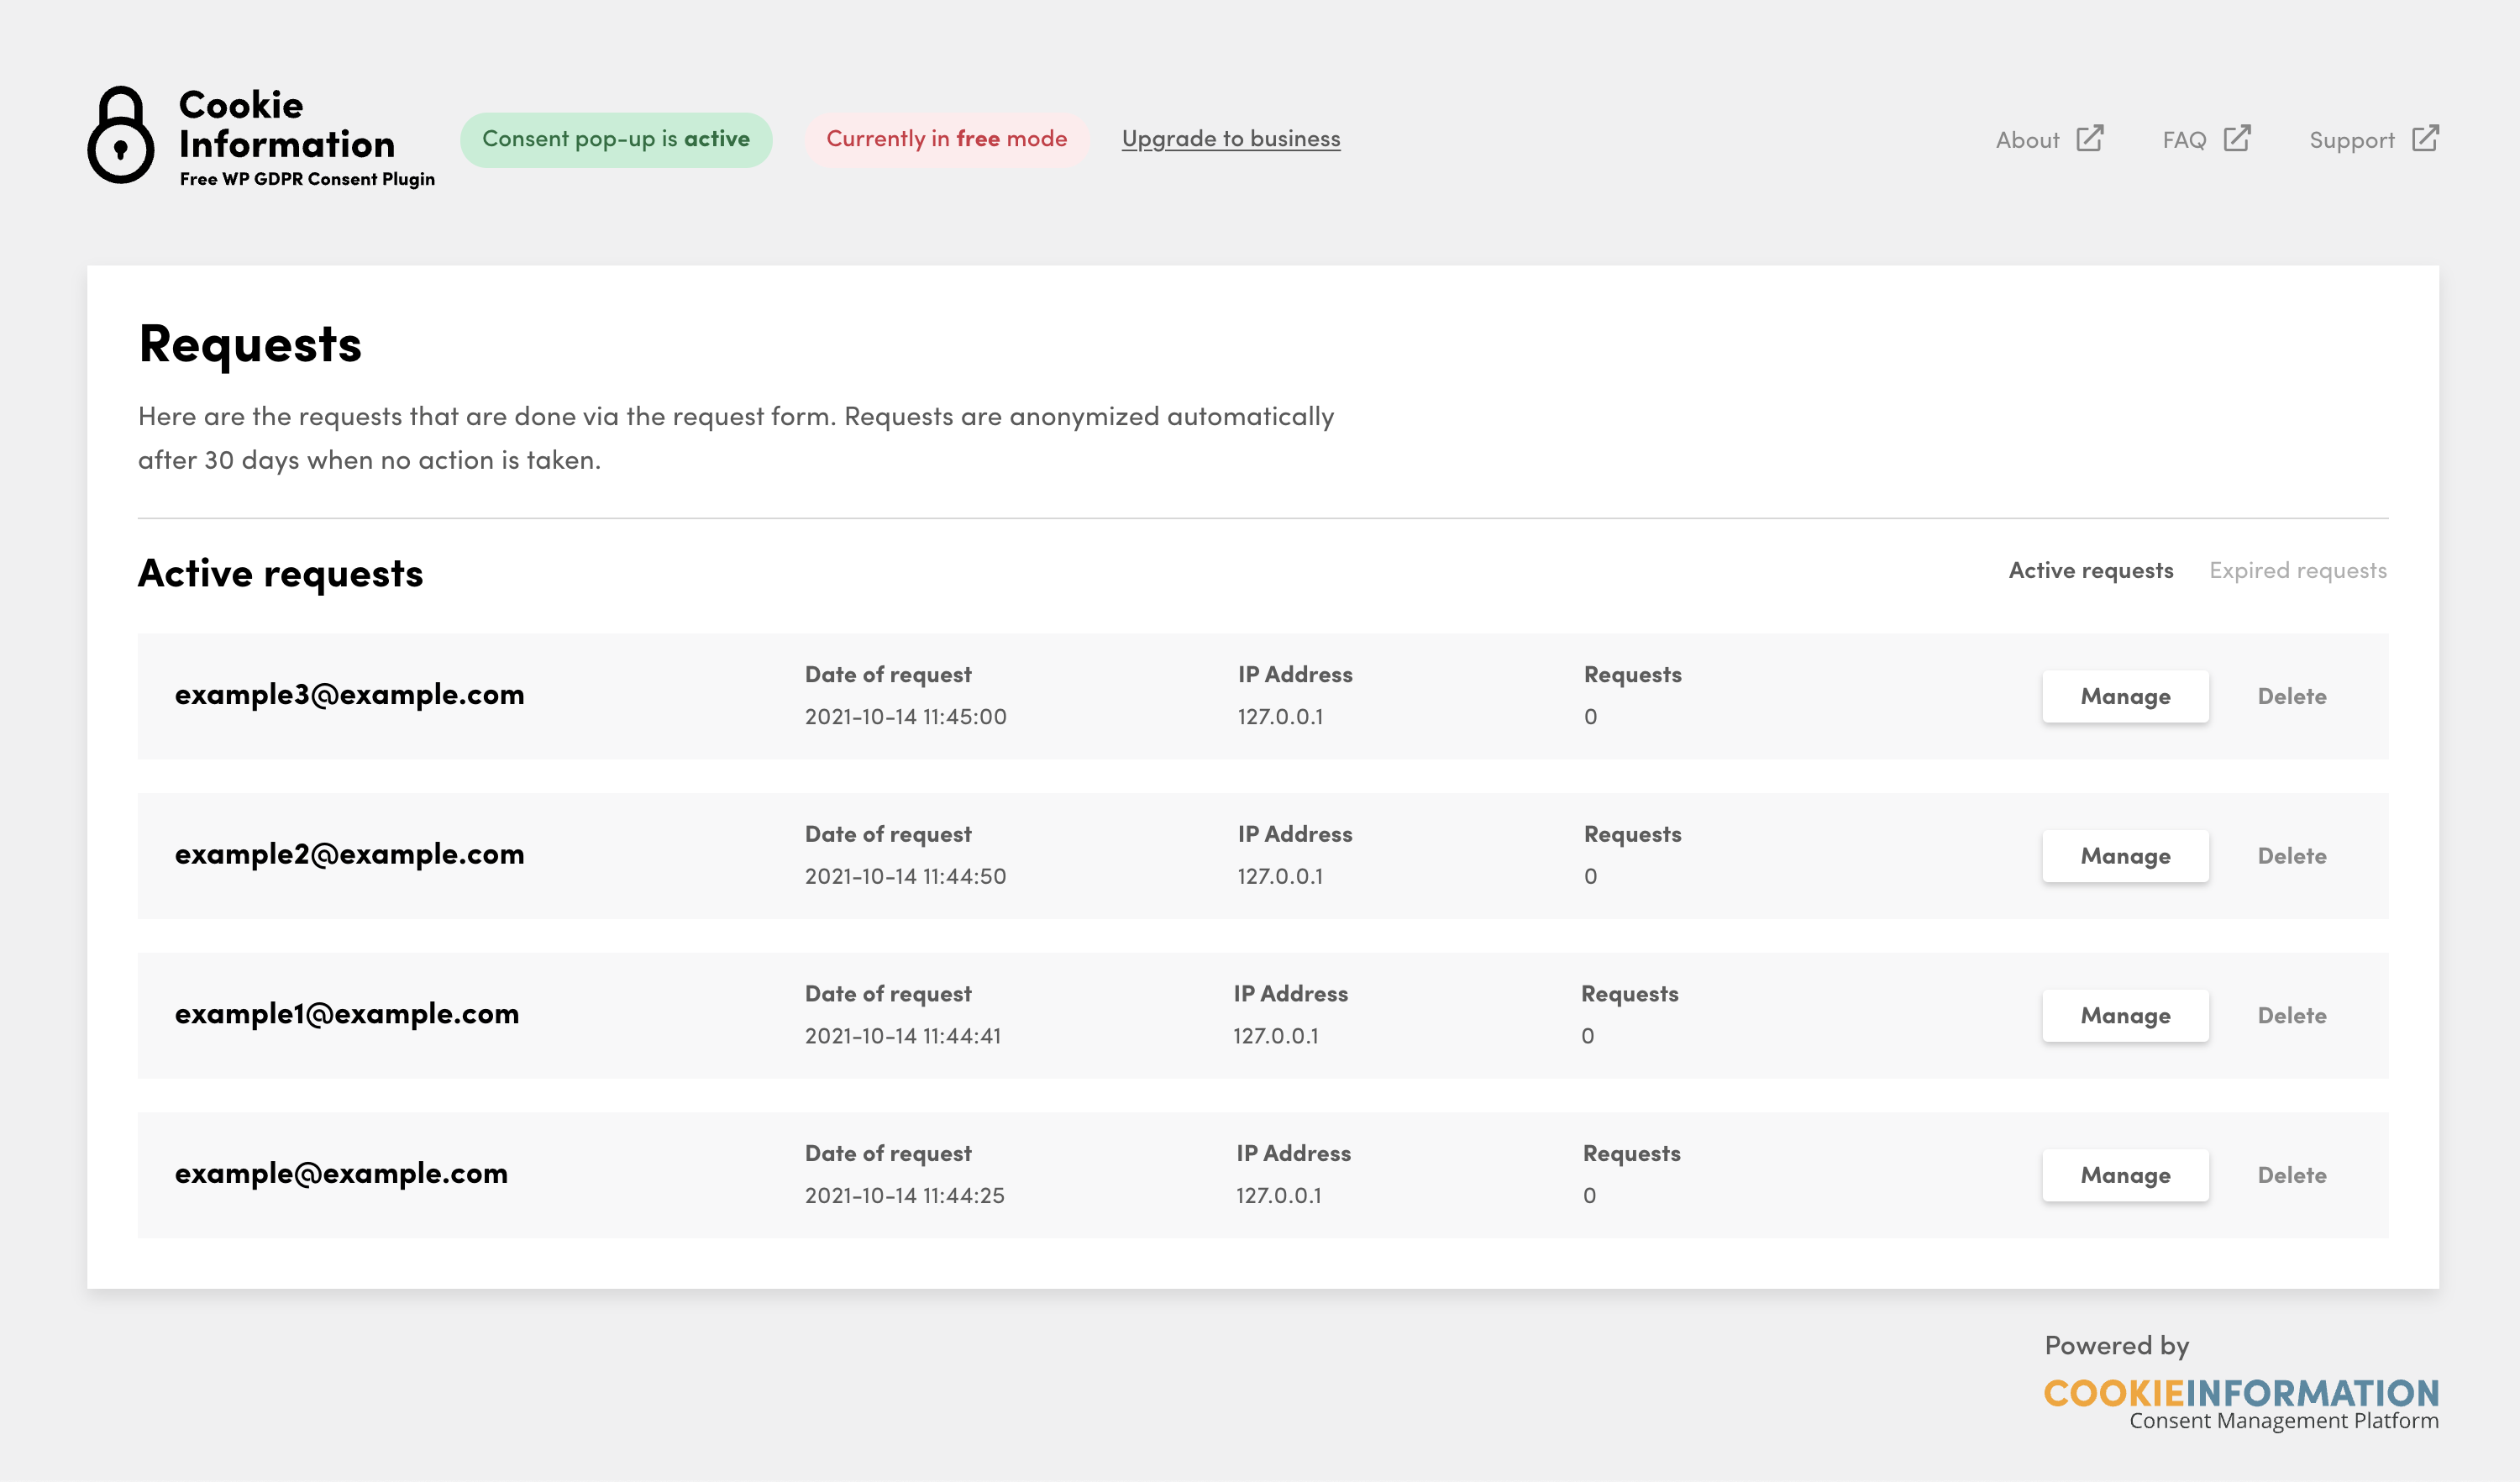 Cookie
Information
Free WP GDPR Consent Plugin
Consent pop-up is active
Currently in free mode
Upgrade to business
About
FAQ
Support
Requests
Here are the requests that are done via the request form. Requests are anonymized automatically
after 30 days when no action is taken.
Active requests
Active requests
Expired requests
example3@example.com
Date of request
2021-10-14 11:45:00
IP Address
127.0.0.1
Requests
0
Manage
Delete
example2@example.com
Date of request
2021-10-14 11:44:50
IP Address
127.0.0.1
Requests
0
Manage
Delete
example1@example.com
Date of request
2021-10-14 11:44:41
IP Address
127.0.0.1
Requests
0
Manage
Delete
example@example.com
Date of request
2021-10-14 11:44:25
IP Address
127.0.0.1
Requests
0
Manage
Delete
Powered by
COOKIEINFORMATION
Consent Management Platform